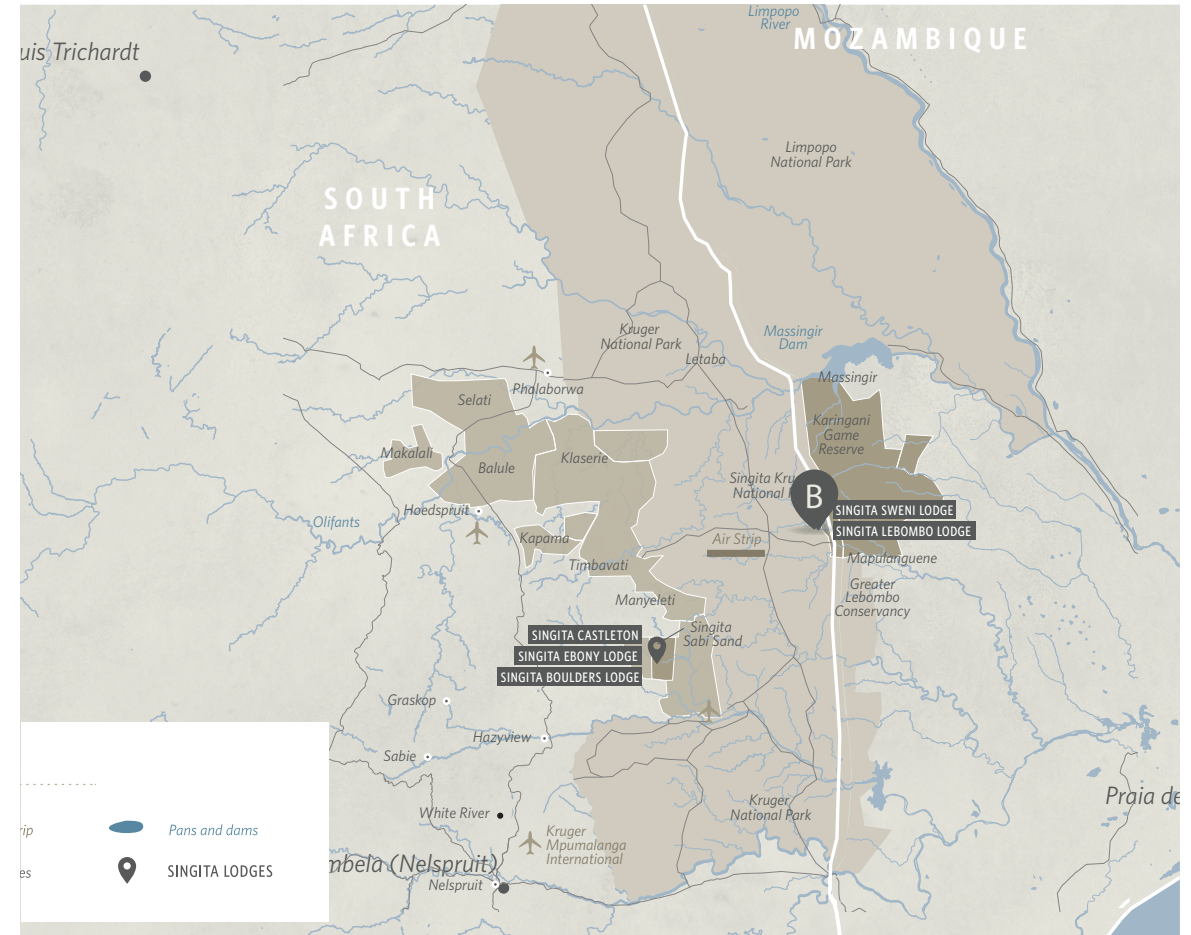 Limpopo
River
MOZAMBIQUE
uis Trichardt
Limpopo
National Park
SOUTH
AFRICA
Kruger
National Park
Massingir
Dam
Letaba
Massingir
Phalaborwa
Selati
Karingani
Game
Reserve
Makalali
Balule
Klaserie
Singita Kru
National
B
SINGITA SWENI LODGE
SINGITA LEBOMBO LODGE
Hoedspruit
Olifants
Kapama
Air Strip
Timbavati
Mapulanguene
Greater
Lebombo
Conservancy
Manyeleti
Singita
Sabi Sand
SINGITA CASTLETON
SINGITA EBONY LODGE
SINGITA BOULDERS LODGE
Graskop
Hazyview
Sabie
Praia de
Kruger
National Park
White River
Kruger
Mpumalanga
International
mbela (Nelspruit)
Nelspruit
rip
Pans and dams
es
SINGITA LODGES